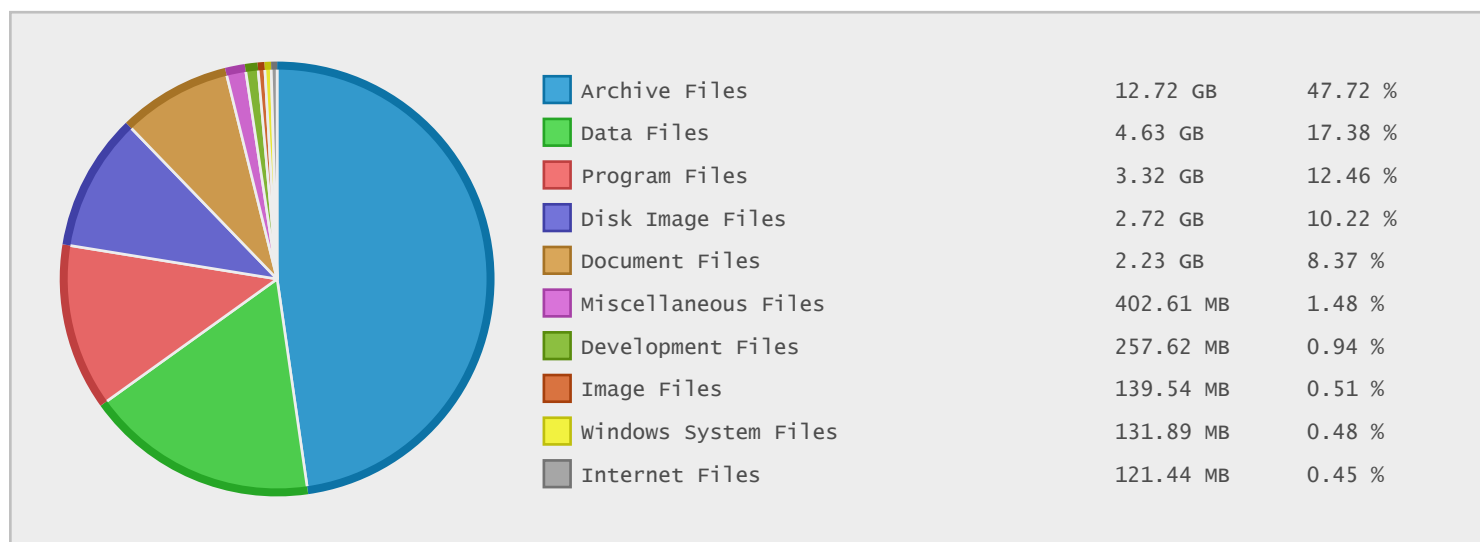 Archive Files 12.72 GB 47.72 %
Data Files 4.63 GB 17.38 %
Program Files 3.32 GB 12.46 %
Disk Image Files 2.72 GB 10.22 %
Document Files 2.23 GB 8.37 %
Miscellaneous Files 402.61 MB 1.48 %
Development Files 257.62 MB 0.94 %
Image Files 139.54 MB 0.51 %
Windows System Files 131.89 MB 0.48 %
Internet Files 121.44 MB 0.45 %